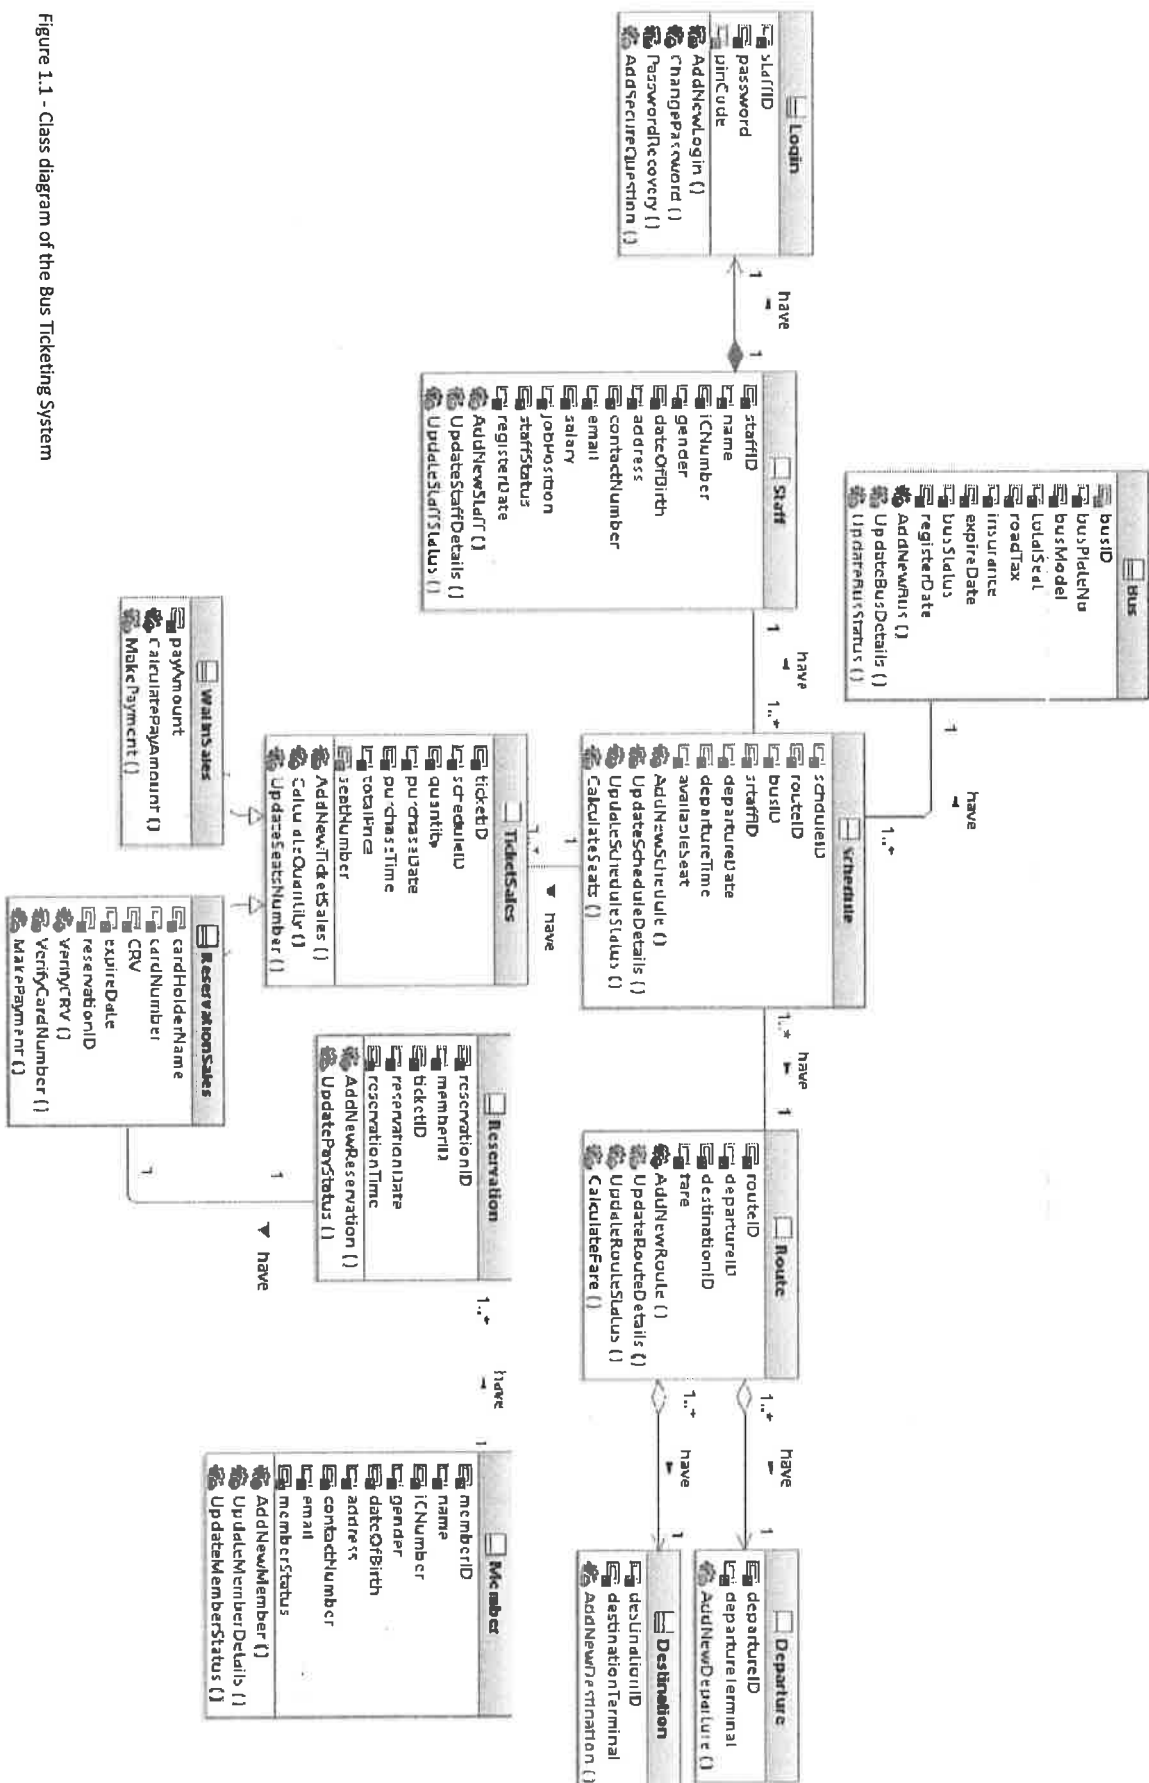 Bus
busID
busPlateNo
busModel
totalSeat
roadTax
insurance
expireDate
busStatus
registerDate
AddNewBus ()
UpdateBusDetails ()
UpdateBusStatus ()
1
have
1..*
Login
staffID
password
pinCode
AddNewLogin ()
ChangePassword ()
PasswordRecovery ()
AddSecureQuestion ()
1
have
1
Staff
staffID
name
iCNumber
gender
dateOfBirth
address
contactNumber
email
salary
jobPosition
staffStatus
registerDate
AddNewStaff ()
UpdateStaffDetails ()
UpdateStaffStatus ()
1
have
1..*
Schedule
scheduleID
routeID
busID
srtaffID
departureDate
departureTime
availableSeat
AddNewSchedule ()
UpdateScheduleDetails ()
UpdateScheduleStatus ()
CalculateSeats ()
1..*
have
1
Route
routeID
departureID
destinationID
fare
AddNewRoute ()
UpdateRouteDetails ()
UpdateRouteStatus ()
CalculateFare ()
1..*
have
1
Departure
departureID
departureTerminal
AddNewDeparture ()
1..*
have
1
Destination
destinationID
destinationTerminal
AddNewDestination ()
1
have
1..*
TicketSales
ticketID
scheduleID
quantity
purchaseDate
purchaseTime
totalPrice
seatNumber
AddNewTicketSales ()
CalculateQuantity ()
UpdateSeatsNumber ()
Reservation
reservationID
memberID
ticketID
reservationDate
reservationTime
AddNewReservation ()
UpdatePayStatus ()
1..*
have
1
Member
memberID
name
iCNumber
gender
dateOfBirth
address
contactNumber
email
memberStatus
AddNewMember ()
UpdateMemberDetails ()
UpdateMemberStatus ()
1
have
1
WalInSales
payAmount
CalculatePayAmount ()
MakePayment ()
ReservationSales
cardHolderName
cardNumber
CRV
expireDate
reservationID
VerifyCRV ()
VerifyCardNumber ()
MakePayment ()
Figure 1.1 - Class diagram of the Bus Ticketing System